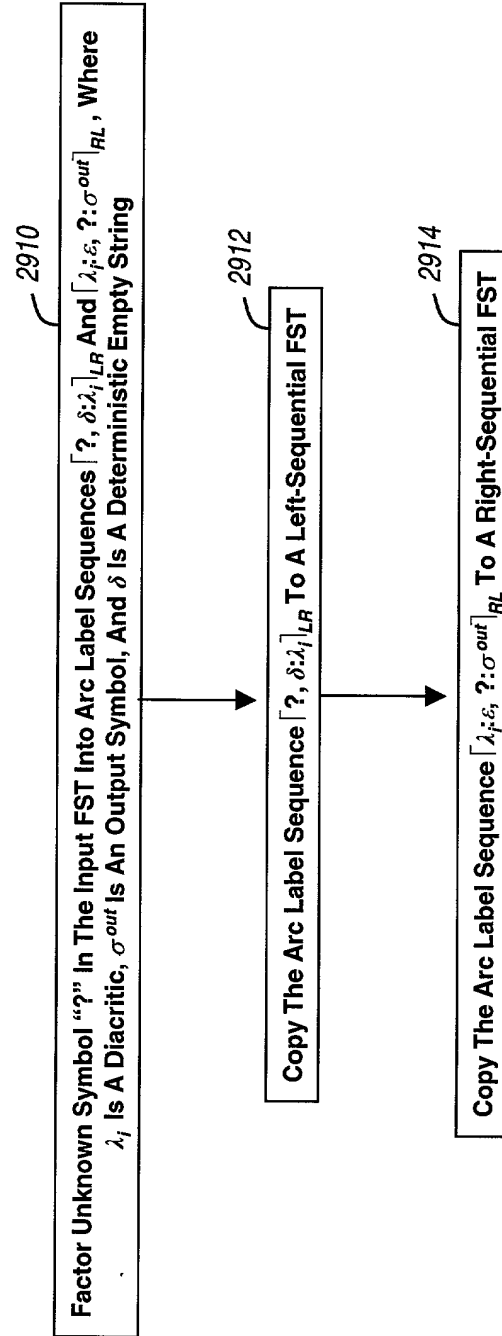 2910
Factor Unknown Symbol “?” In The Input FST Into Arc Label Sequences ⌈?, δ:λᵢ⌉LR And ⌈λᵢ:ε, ?:σᵒᵘᵗ⌉RL, Where
λᵢ Is A Diacritic, σᵒᵘᵗ Is An Output Symbol, And δ Is A Deterministic Empty String
2912
Copy The Arc Label Sequence ⌈?, δ:λᵢ⌉LR To A Left-Sequential FST
2914
Copy The Arc Label Sequence ⌈λᵢ:ε, ?:σᵒᵘᵗ⌉RL To A Right-Sequential FST